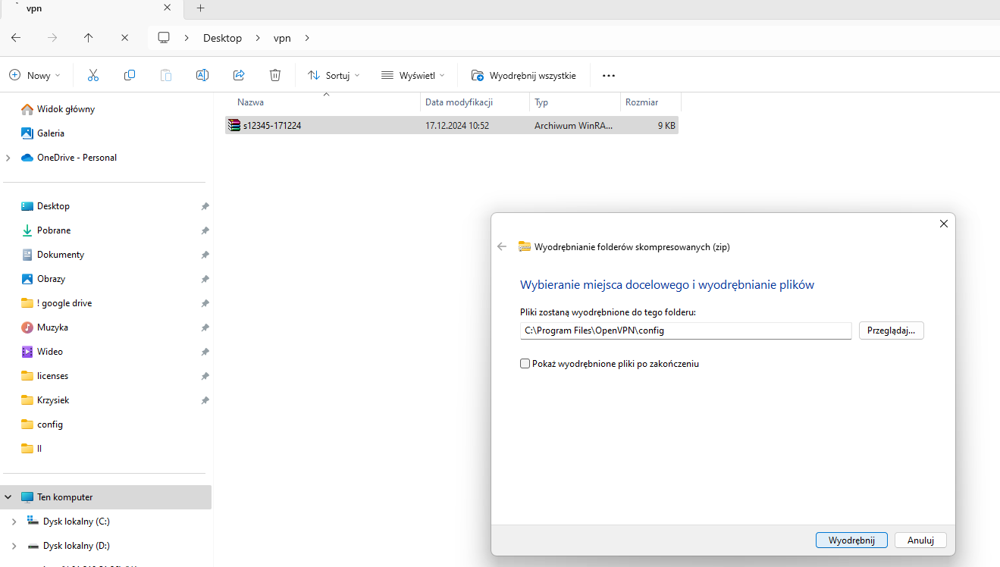 vpn
Desktop > vpn >
Nowy
Sortuj
Wyświetl
Wyodrębnij wszystkie
Nazwa Data modyfikacji Typ Rozmiar
s12345-171224 17.12.2024 10:52 Archiwum WinRA... 9 KB
Widok główny
Galeria
OneDrive - Personal
Desktop
Pobrane
Dokumenty
Obrazy
! google drive
Muzyka
Wideo
licenses
Krzysiek
config
Ten komputer
Dysk lokalny (C:)
Dysk lokalny (D:)
Wyodrębnianie folderów skompresowanych (zip)
Wybieranie miejsca docelowego i wyodrębnianie plików
Pliki zostaną wyodrębnione do tego folderu:
C:\Program Files\OpenVPN\config
Przeglądaj...
Pokaż wyodrębnione pliki po zakończeniu
Wyodrębnij
Anuluj